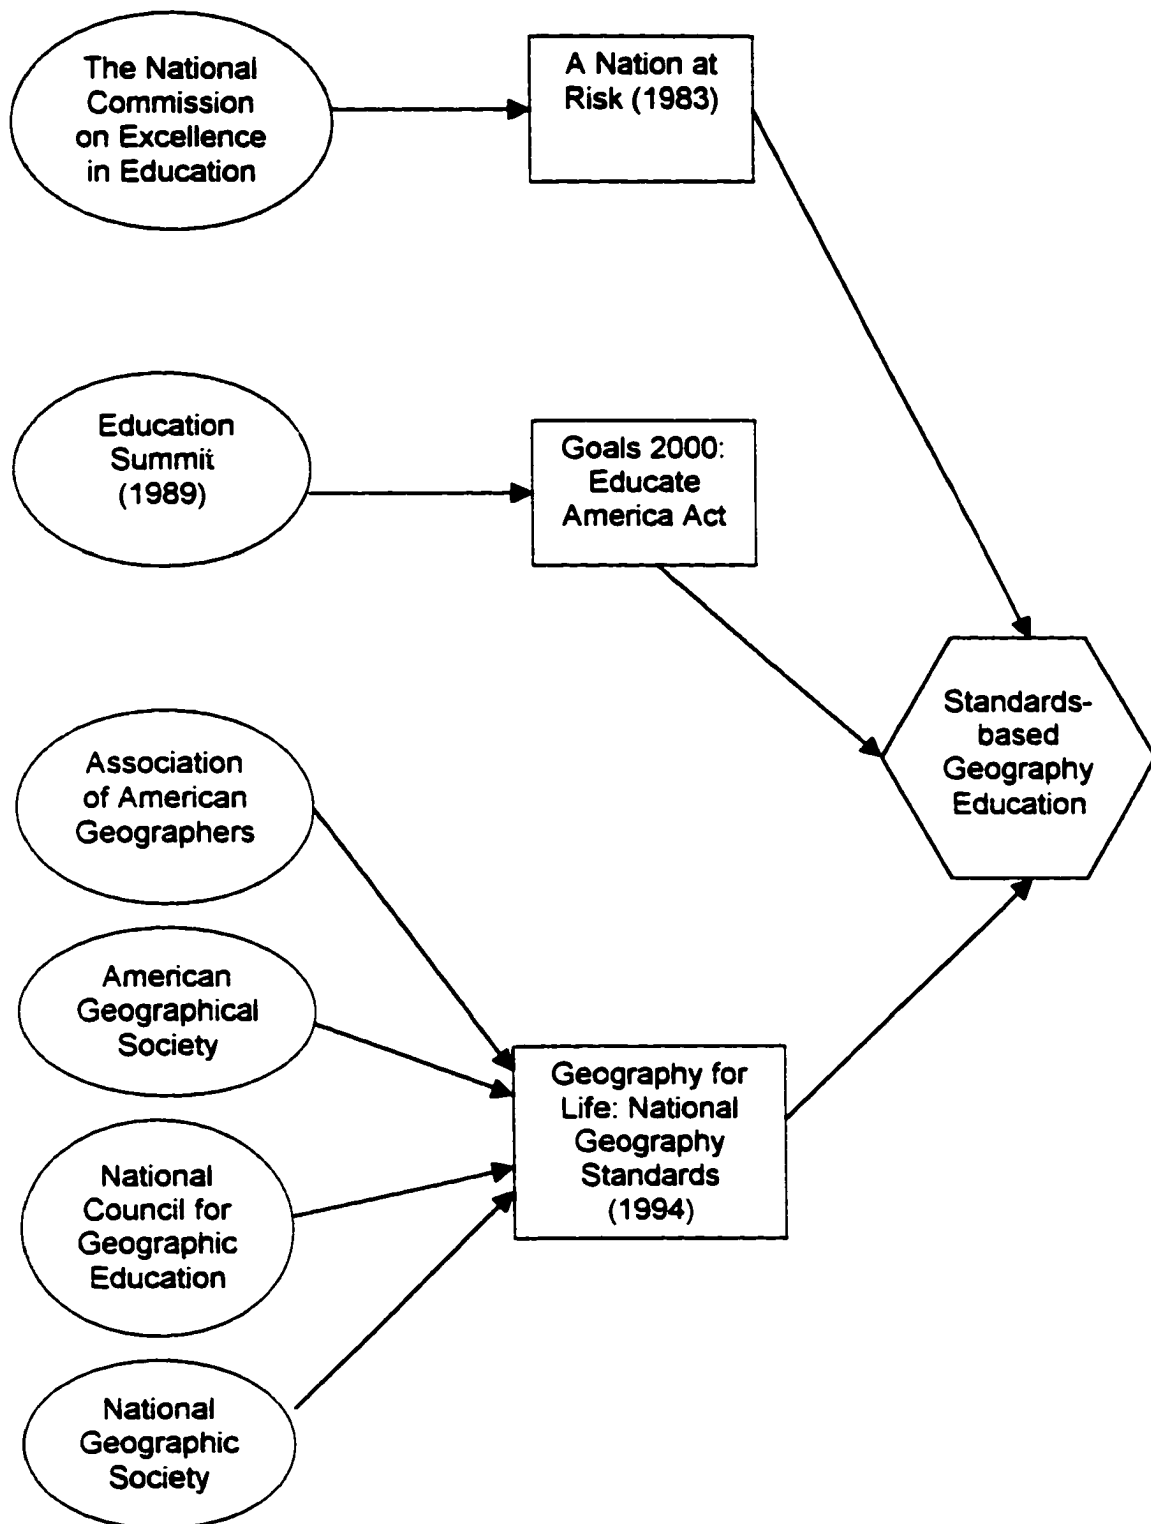 The National
Commission
on Excellence
in Education
A Nation at
Risk (1983)
Education
Summit
(1989)
Goals 2000:
Educate
America Act
Standards-
based
Geography
Education
Association
of American
Geographers
American
Geographical
Society
Geography for
Life: National
Geography
Standards
(1994)
National
Council for
Geographic
Education
National
Geographic
Society